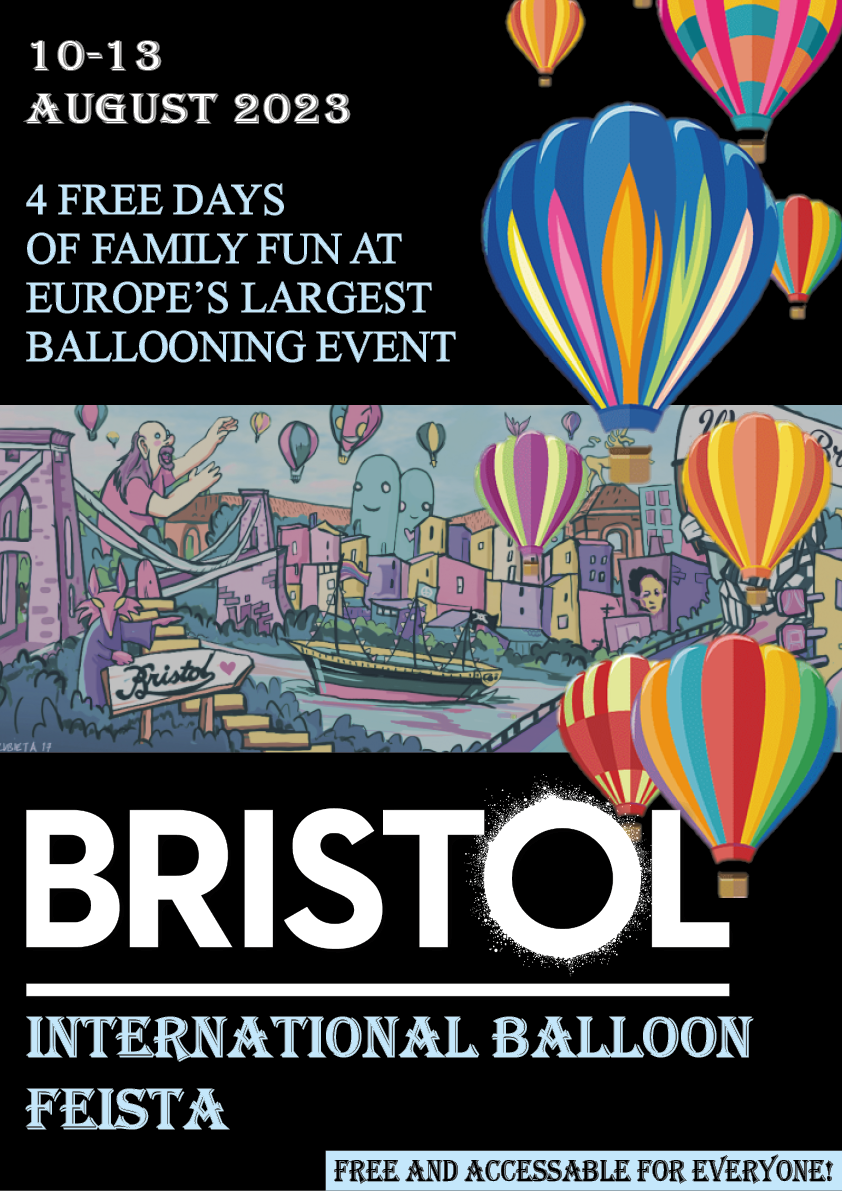 10-13
AUGUST 2023
4 FREE DAYS
OF FAMILY FUN AT
EUROPE'S LARGEST
BALLOONING EVENT
Bristol
BRISTOL
INTERNATIONAL BALLOON
FEISTA
FREE AND ACCESSABLE FOR EVERYONE!